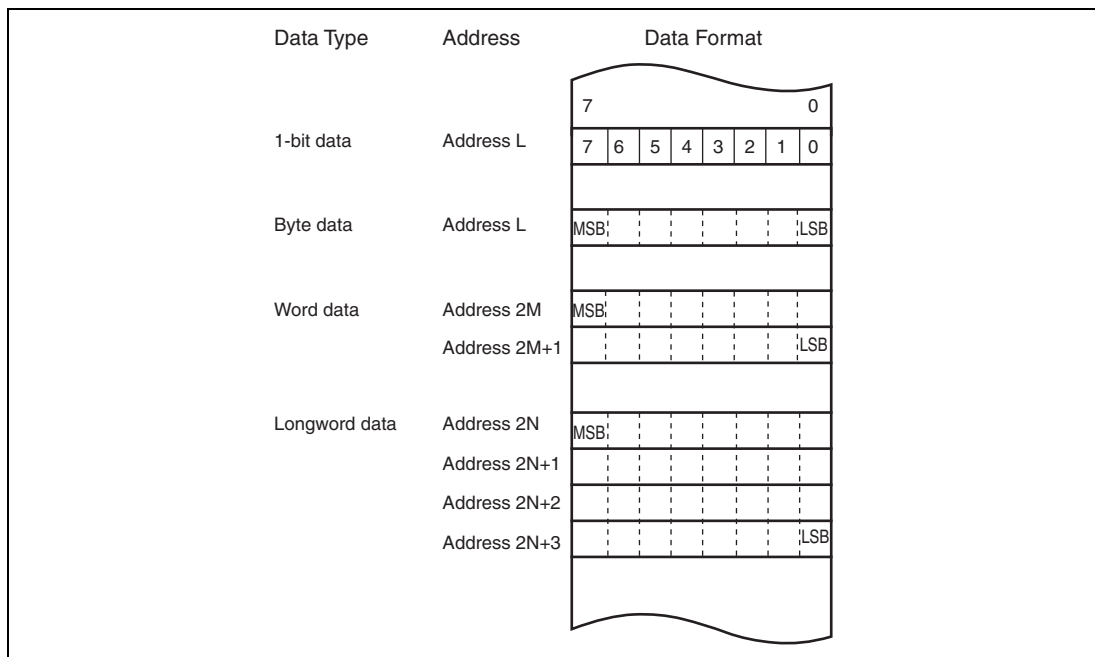 Data Type Address Data Format
7 0
1-bit data Address L 7 6 5 4 3 2 1 0
Byte data Address L MSB LSB
Word data Address 2M MSB
Address 2M+1 LSB
Longword data Address 2N MSB
Address 2N+1
Address 2N+2
Address 2N+3 LSB